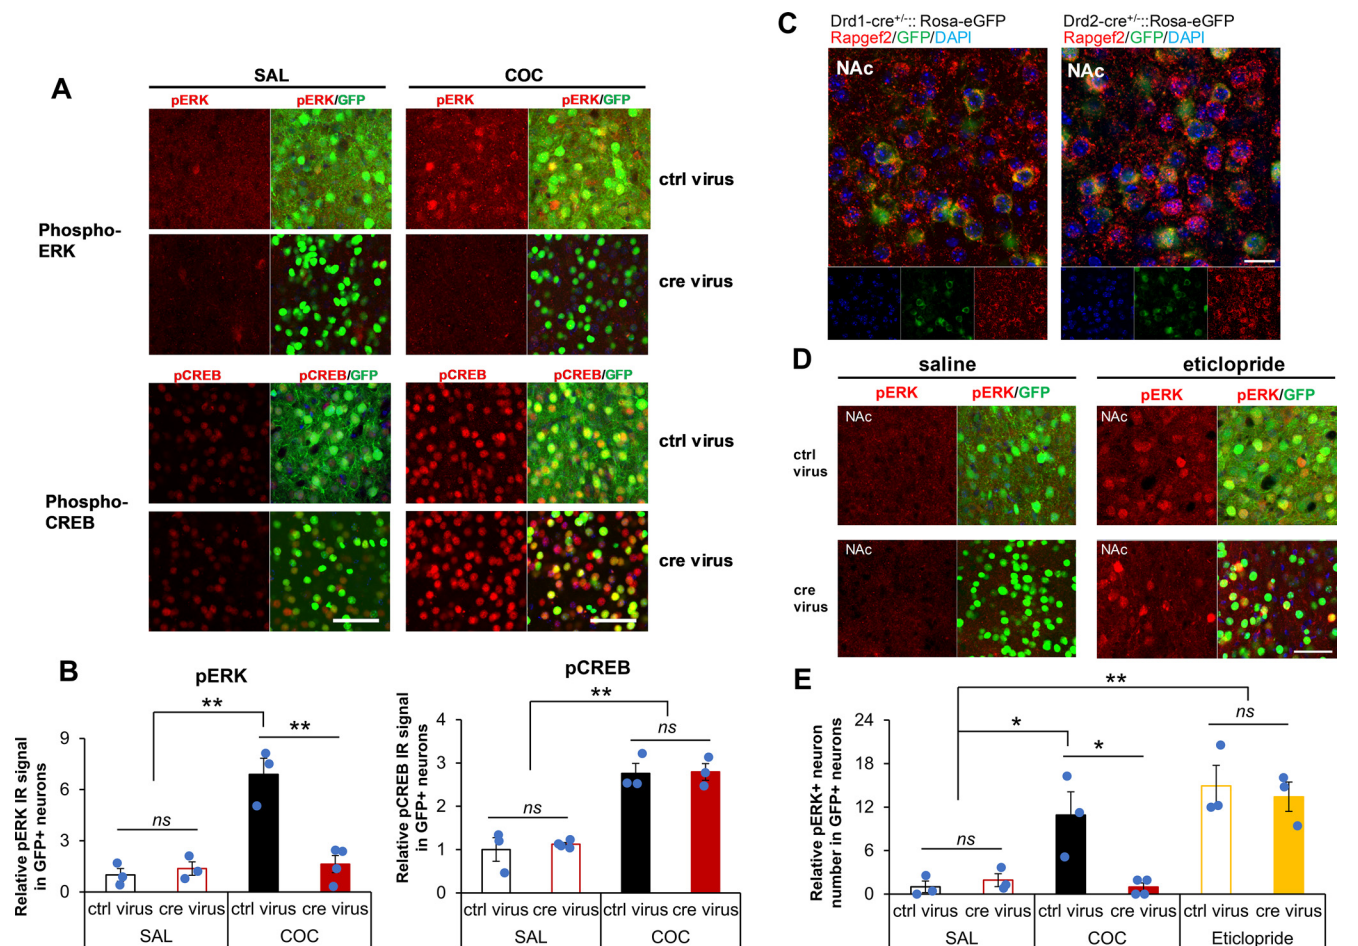 A
SAL
COC
pERK
pERK/GFP
pERK
pERK/GFP
ctrl virus
Phospho-
ERK
cre virus
pCREB
pCREB/GFP
pCREB
pCREB/GFP
ctrl virus
Phospho-
CREB
cre virus
B
pERK
Relative pERK IR signal
in GFP+ neurons
9
6
3
0
**
**
ns
ctrl virus
cre virus
ctrl virus
cre virus
SAL
COC
pCREB
Relative pCREB IR signal
in GFP+ neurons
4
3
2
1
0
**
ns
ns
ctrl virus
cre virus
ctrl virus
cre virus
SAL
COC
C
Drd1-cre+/-:: Rosa-eGFP
Rapgef2/GFP/DAPI
NAc
Drd2-cre+/-::Rosa-eGFP
Rapgef2/GFP/DAPI
NAc
D
saline
eticlopride
pERK
pERK/GFP
pERK
pERK/GFP
NAc
NAc
ctrl
virus
NAc
NAc
cre
virus
E
Relative pERK+ neuron
number in GFP+ neurons
24
18
12
6
0
**
*
*
ns
ns
ctrl virus
cre virus
ctrl virus
cre virus
ctrl virus
cre virus
SAL
COC
Eticlopride